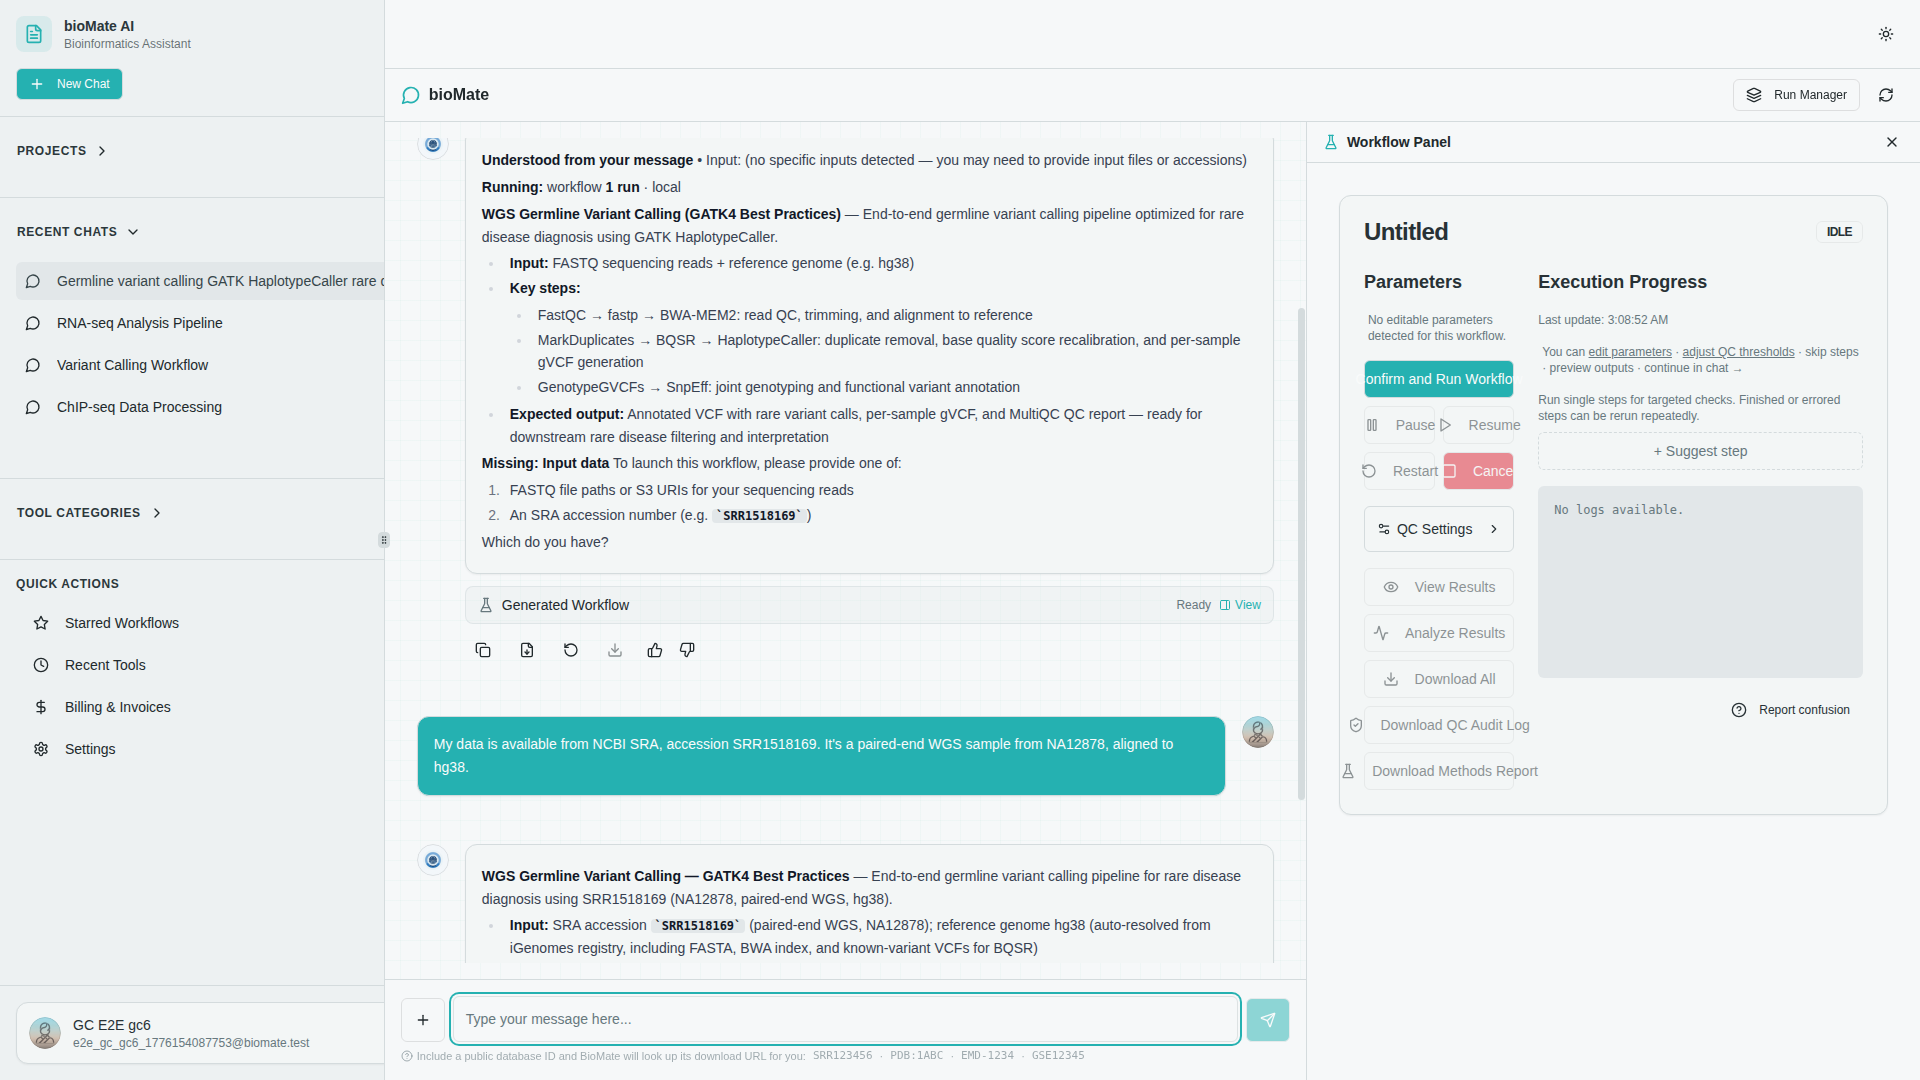 bioMate AI
Bioinformatics Assistant
New Chat
PROJECTS
RECENT CHATS
Germline variant calling GATK HaplotypeCaller rare
RNA-seq Analysis Pipeline
Variant Calling Workflow
ChIP-seq Data Processing
TOOL CATEGORIES
QUICK ACTIONS
Starred Workflows
Recent Tools
Billing & Invoices
Settings
GC E2E gc6
e2e_gc_gc6_1776154087753@biomate.test
bioMate
Run Manager
Understood from your message • Input: (no specific inputs detected — you may need to provide input files or accessions)
Running: workflow 1 run · local
WGS Germline Variant Calling (GATK4 Best Practices) — End-to-end germline variant calling pipeline optimized for rare
disease diagnosis using GATK HaplotypeCaller.
Input: FASTQ sequencing reads + reference genome (e.g. hg38)
Key steps:
FastQC → fastp → BWA-MEM2: read QC, trimming, and alignment to reference
MarkDuplicates → BQSR → HaplotypeCaller: duplicate removal, base quality score recalibration, and per-sample
gVCF generation
GenotypeGVCFs → SnpEff: joint genotyping and functional variant annotation
Expected output: Annotated VCF with rare variant calls, per-sample gVCF, and MultiQC QC report — ready for
downstream rare disease filtering and interpretation
Missing: Input data To launch this workflow, please provide one of:
1. FASTQ file paths or S3 URIs for your sequencing reads
2. An SRA accession number (e.g. `SRR1518169`)
Which do you have?
Generated Workflow
Ready
View
My data is available from NCBI SRA, accession SRR1518169. It's a paired-end WGS sample from NA12878, aligned to
hg38.
WGS Germline Variant Calling — GATK4 Best Practices — End-to-end germline variant calling pipeline for rare disease
diagnosis using SRR1518169 (NA12878, paired-end WGS, hg38).
Input: SRA accession `SRR1518169` (paired-end WGS, NA12878); reference genome hg38 (auto-resolved from
iGenomes registry, including FASTA, BWA index, and known-variant VCFs for BQSR)
Type your message here...
Include a public database ID and BioMate will look up its download URL for you: SRR123456 · PDB:1ABC · EMD-1234 · GSE12345
Workflow Panel
Untitled
IDLE
Parameters
No editable parameters
detected for this workflow.
onfirm and Run Workflo
Pause
Resume
Restart
Cance
QC Settings
View Results
Analyze Results
Download All
Download QC Audit Log
Download Methods Report
Execution Progress
Last update: 3:08:52 AM
You can edit parameters · adjust QC thresholds · skip steps
· preview outputs · continue in chat →
Run single steps for targeted checks. Finished or errored
steps can be rerun repeatedly.
+ Suggest step
No logs available.
Report confusion